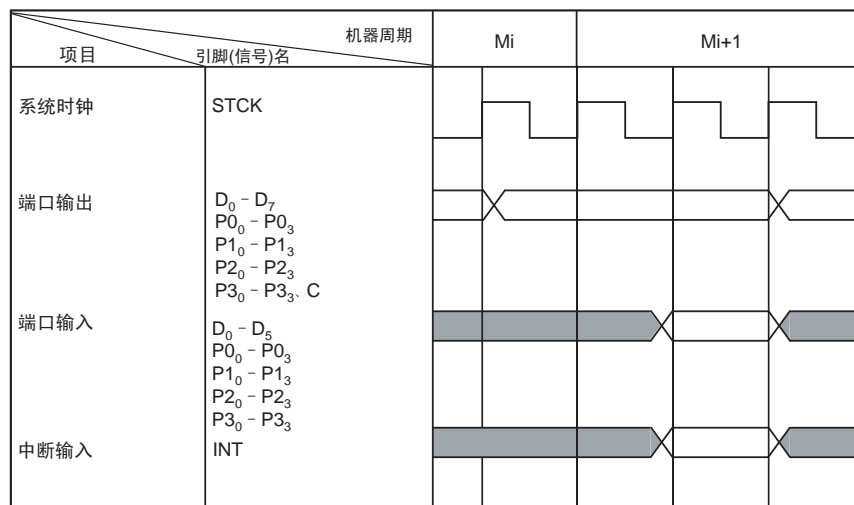 机器周期
项目
引脚(信号)名
Mi
Mi+1
系统时钟
STCK
端口输出
D0 - D7
P00 - P03
P10 - P13
P20 - P23
P30 - P33、C
端口输入
D0 - D5
P00 - P03
P10 - P13
P20 - P23
P30 - P33
中断输入
INT